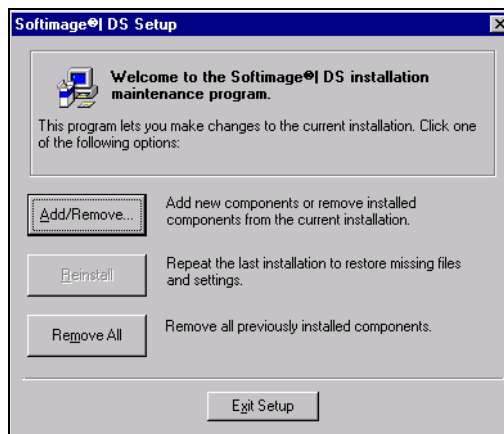 Softimage®| DS Setup
Welcome to the Softimage®| DS installation
maintenance program.
This program lets you make changes to the current installation. Click one
of the following options:
Add/Remove...
Add new components or remove installed
components from the current installation.
Reinstall
Repeat the last installation to restore missing files
and settings.
Remove All
Remove all previously installed components.
Exit Setup